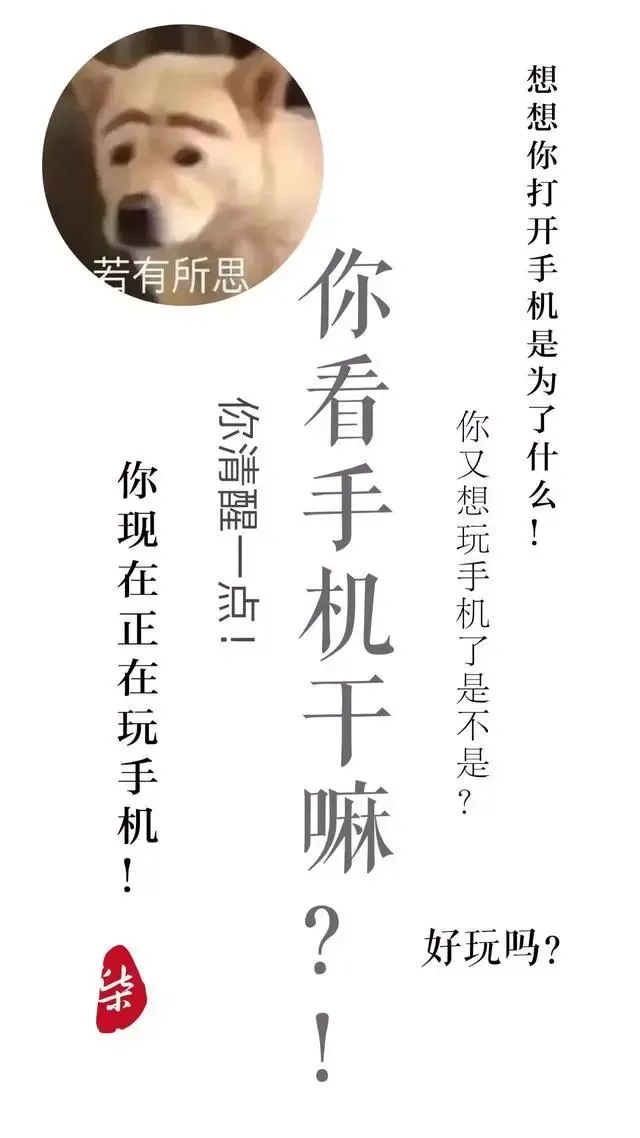 想想你打开手机是为了什么！
你又想玩手机了是不是？
好玩吗？
你看手机干嘛？！
你清醒一点！
你现在正在玩手机！
若有所思
柒